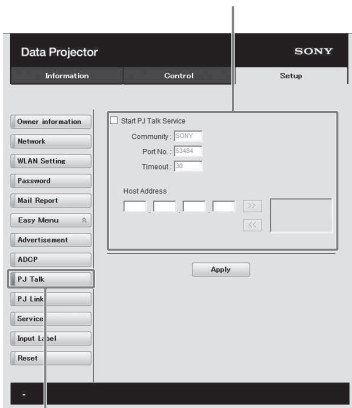 Data Projector
SONY
Information
Control
Setup
Owner information
Network
WLAN Setting
Password
Mail Report
Easy Menu
Advertisement
ADCP
PJ Talk
PJ Link
Service
Input Label
Reset
Start PJ Talk Service
Community: SONY
Port No.: 53484
Timeout: 30
Host Address
. . .
>>
<<
Apply
-